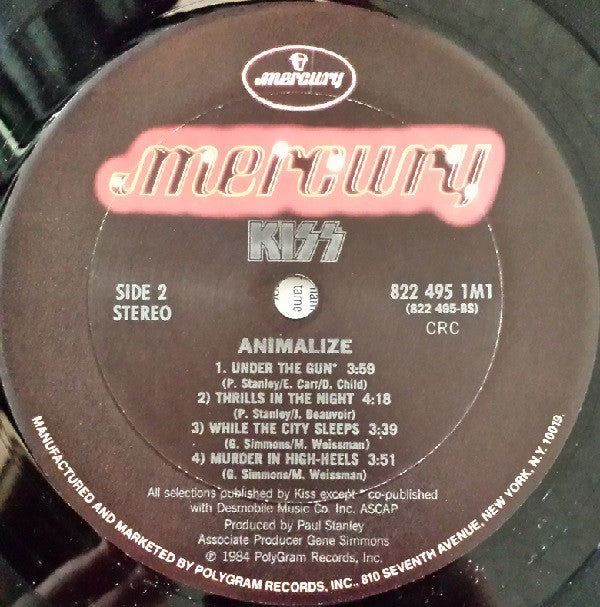 mercury
mercury
KISS
SIDE 2
STEREO
822 495 1M1
(822 495-BS)
CRC
ANIMALIZE
1. UNDER THE GUN* 3:59
(P. Stanley/E. Carr/D. Child)
2) THRILLS IN THE NIGHT 4:18
(P. Stanley/J. Beauvoir)
3) WHILE THE CITY SLEEPS 3:39
(G. Simmons/M. Weissman)
4) MURDER IN HIGH-HEELS 3:51
(G. Simmons/M. Weissman)
All selections published by Kiss except *co-published
with Desmobile Music Co. Inc. ASCAP
Produced by Paul Stanley
Associate Producer Gene Simmons
℗ 1984 PolyGram Records, Inc.
MANUFACTURED AND MARKETED BY POLYGRAM RECORDS, INC., 810 SEVENTH AVENUE, NEW YORK, N.Y. 10019.